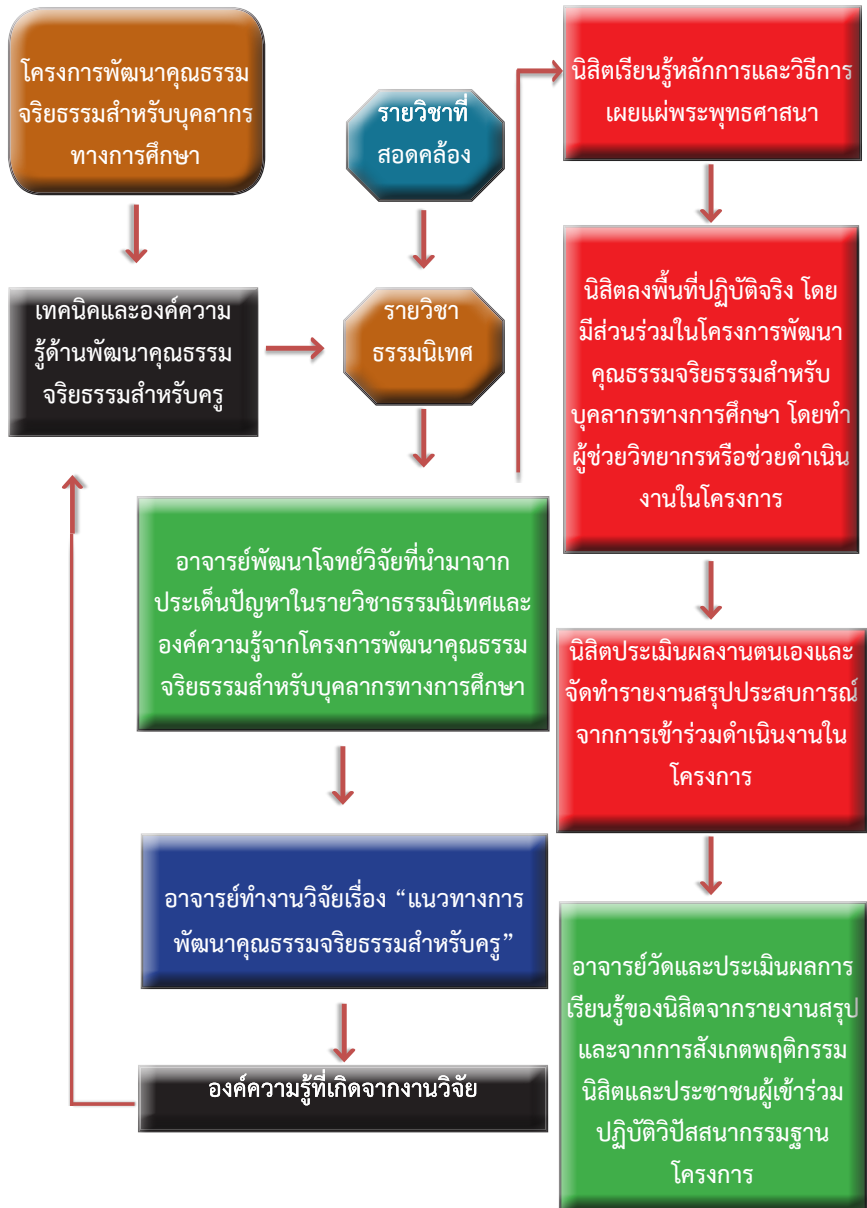 โครงการพัฒนาคุณธรรม
จริยธรรมสำหรับบุคลากร
ทางการศึกษา
รายวิชาที่
สอดคล้อง
เทคนิคและองค์ความ
รู้ด้านพัฒนาคุณธรรม
จริยธรรมสำหรับครู
รายวิชา
ธรรมนิเทศ
อาจารย์พัฒนาโจทย์วิจัยที่นำมาจาก
ประเด็นปัญหาในรายวิชาธรรมนิเทศและ
องค์ความรู้จากโครงการพัฒนาคุณธรรม
จริยธรรมสำหรับบุคลากรทางการศึกษา
อาจารย์ทำงานวิจัยเรื่อง “แนวทางการ
พัฒนาคุณธรรมจริยธรรมสำหรับครู”
องค์ความรู้ที่เกิดจากงานวิจัย
นิสิตเรียนรู้หลักการและวิธีการ
เผยแผ่พระพุทธศาสนา
นิสิตลงพื้นที่ปฏิบัติจริง โดย
มีส่วนร่วมในโครงการพัฒนา
คุณธรรมจริยธรรมสำหรับ
บุคลากรทางการศึกษา โดยทำ
ผู้ช่วยวิทยากรหรือช่วยดำเนิน
งานในโครงการ
นิสิตประเมินผลงานตนเองและ
จัดทำรายงานสรุปประสบการณ์
จากการเข้าร่วมดำเนินงานใน
โครงการ
อาจารย์วัดและประเมินผลการ
เรียนรู้ของนิสิตจากรายงานสรุป
และจากการสังเกตพฤติกรรม
นิสิตและประชาชนผู้เข้าร่วม
ปฏิบัติวิปัสสนากรรมฐาน
โครงการ